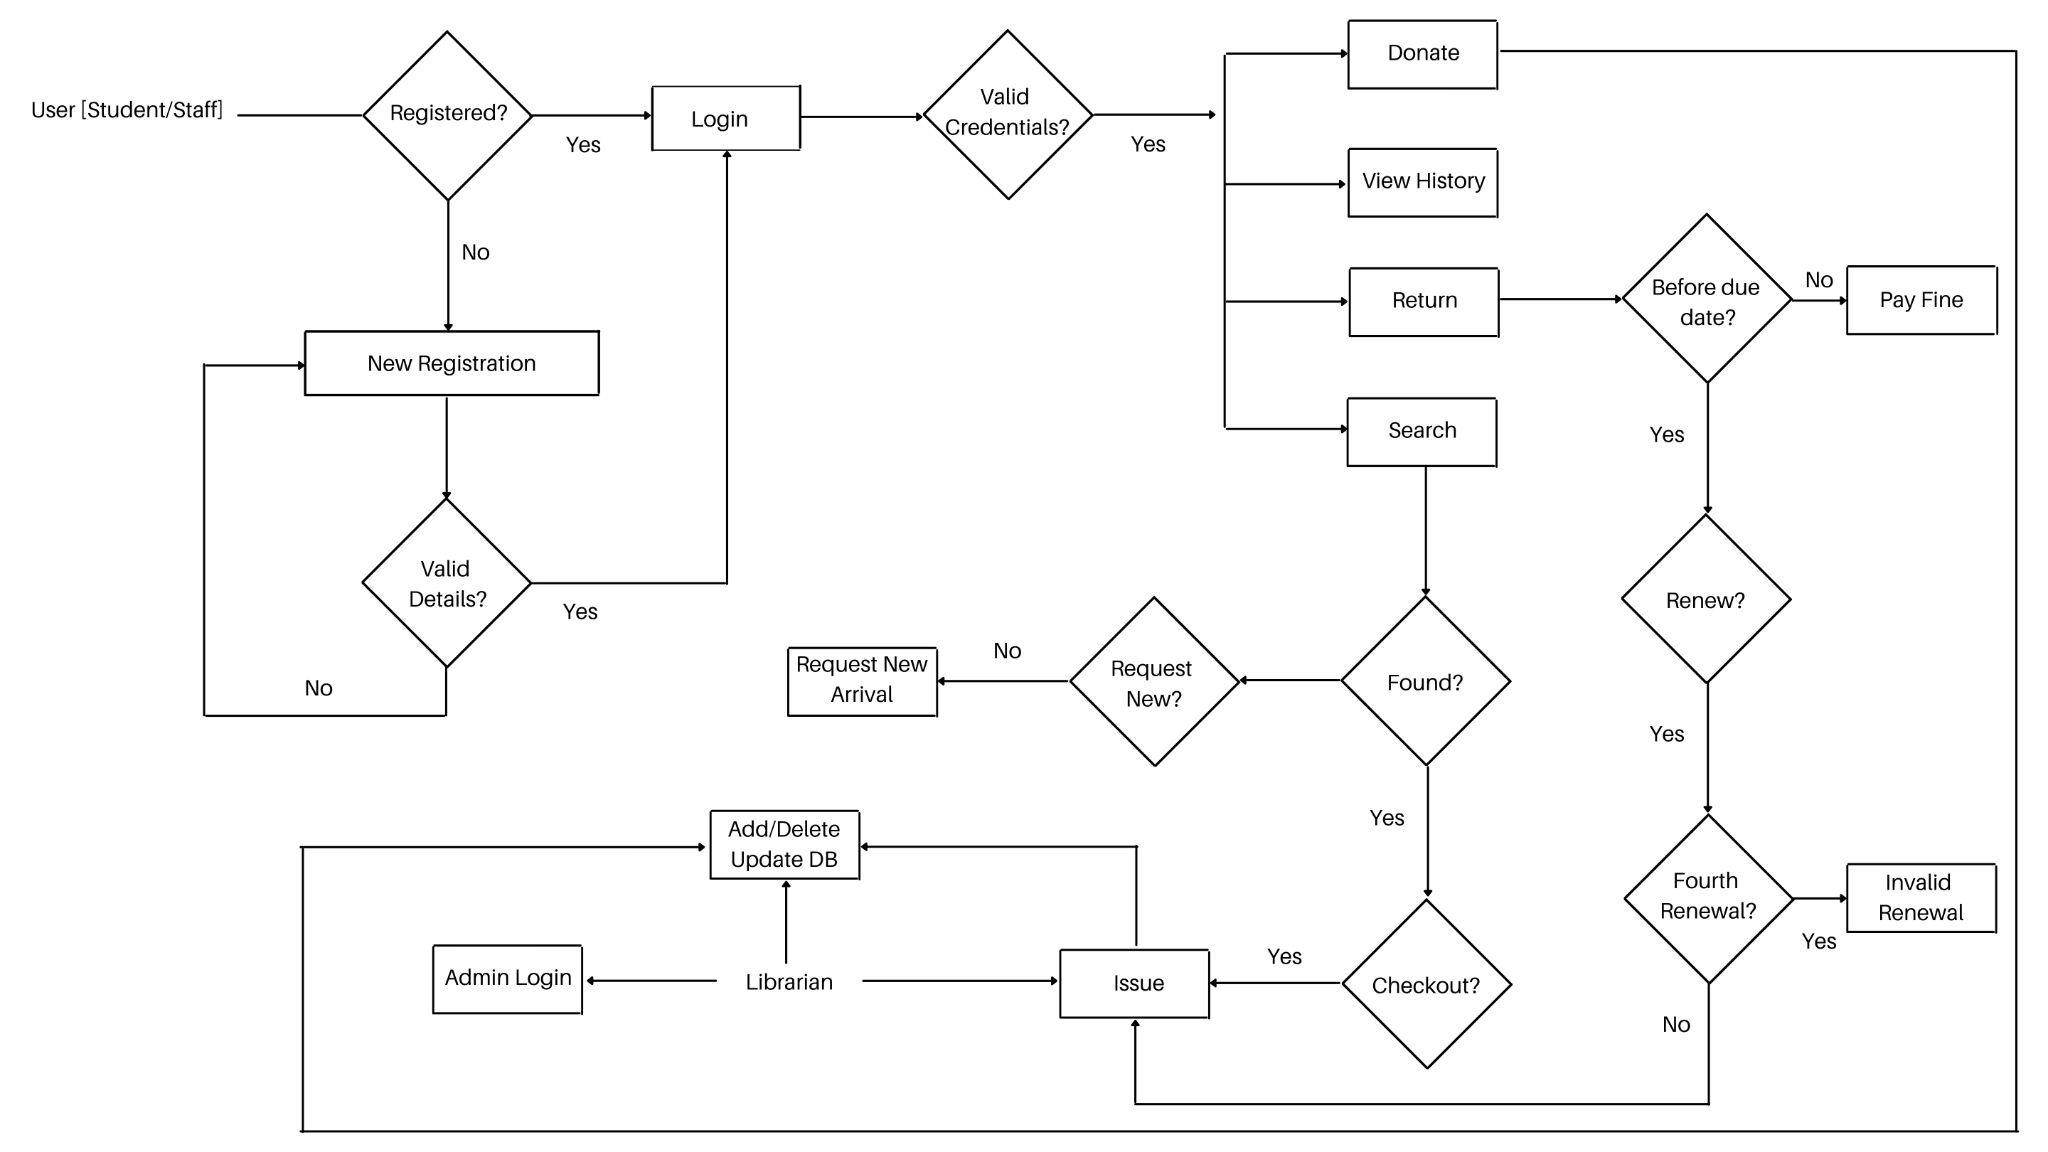 User [Student/Staff]
Registered?
Yes
Login
Valid
Credentials?
Yes
Donate
View History
No
Return
Before due
date?
No
Pay Fine
New Registration
Search
Yes
Valid
Details?
Yes
No
Request New
Arrival
No
Request
New?
Found?
Renew?
Yes
Yes
Add/Delete
Update DB
Fourth
Renewal?
Invalid
Renewal
Yes
Admin Login
Librarian
Issue
Yes
Checkout?
No